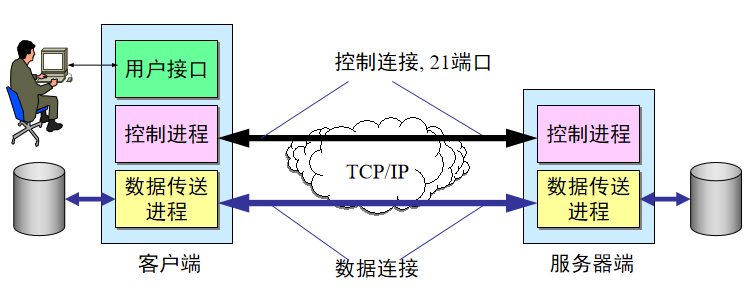 控制连接, 21端口
用户接口
控制进程
控制进程
TCP/IP
数据传送
进程
数据传送
进程
客户端
数据连接
服务器端